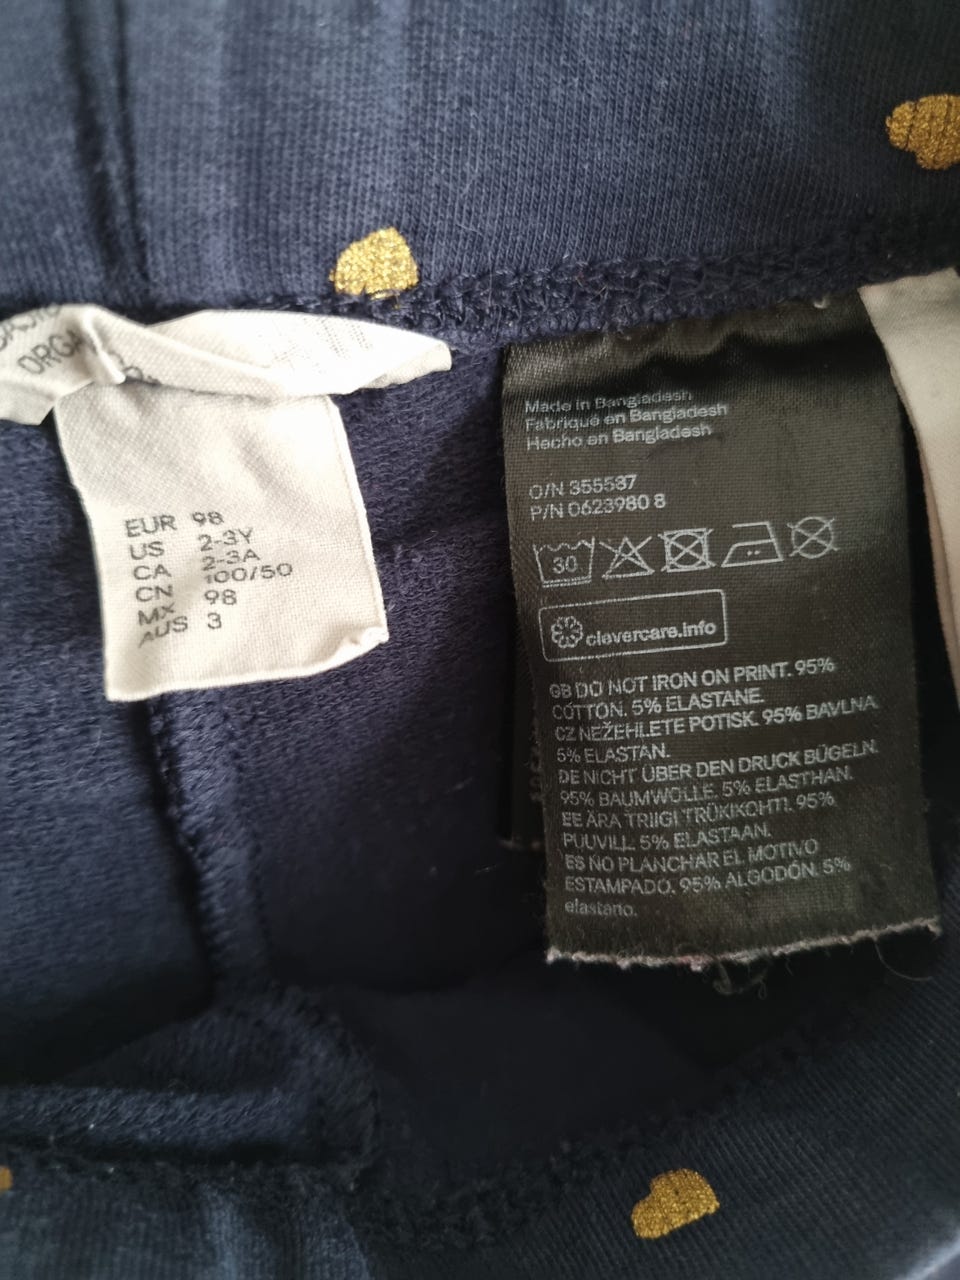 ORGA
EUR 98
US 2-3Y
CA 2-3A
CN 100/50
MX 98
AUS 3
Made in Bangladesh
Fabriqué en Bangladesh
Hecho en Bangladesh
O/N 355587
P/N 0623980 8
30
clevercare.info
GB DO NOT IRON ON PRINT. 95%
COTTON. 5% ELASTANE.
CZ NEŽEHLETE POTISK. 95% BAVLNA.
5% ELASTAN.
DE NICHT ÜBER DEN DRUCK BÜGELN.
95% BAUMWOLLE. 5% ELASTHAN.
EE ÄRA TRIIGI TRÜKIKOHTI. 95%
PUUVILL. 5% ELASTAAN.
ES NO PLANCHAR EL MOTIVO
ESTAMPADO. 95% ALGODÓN. 5%
elastano.